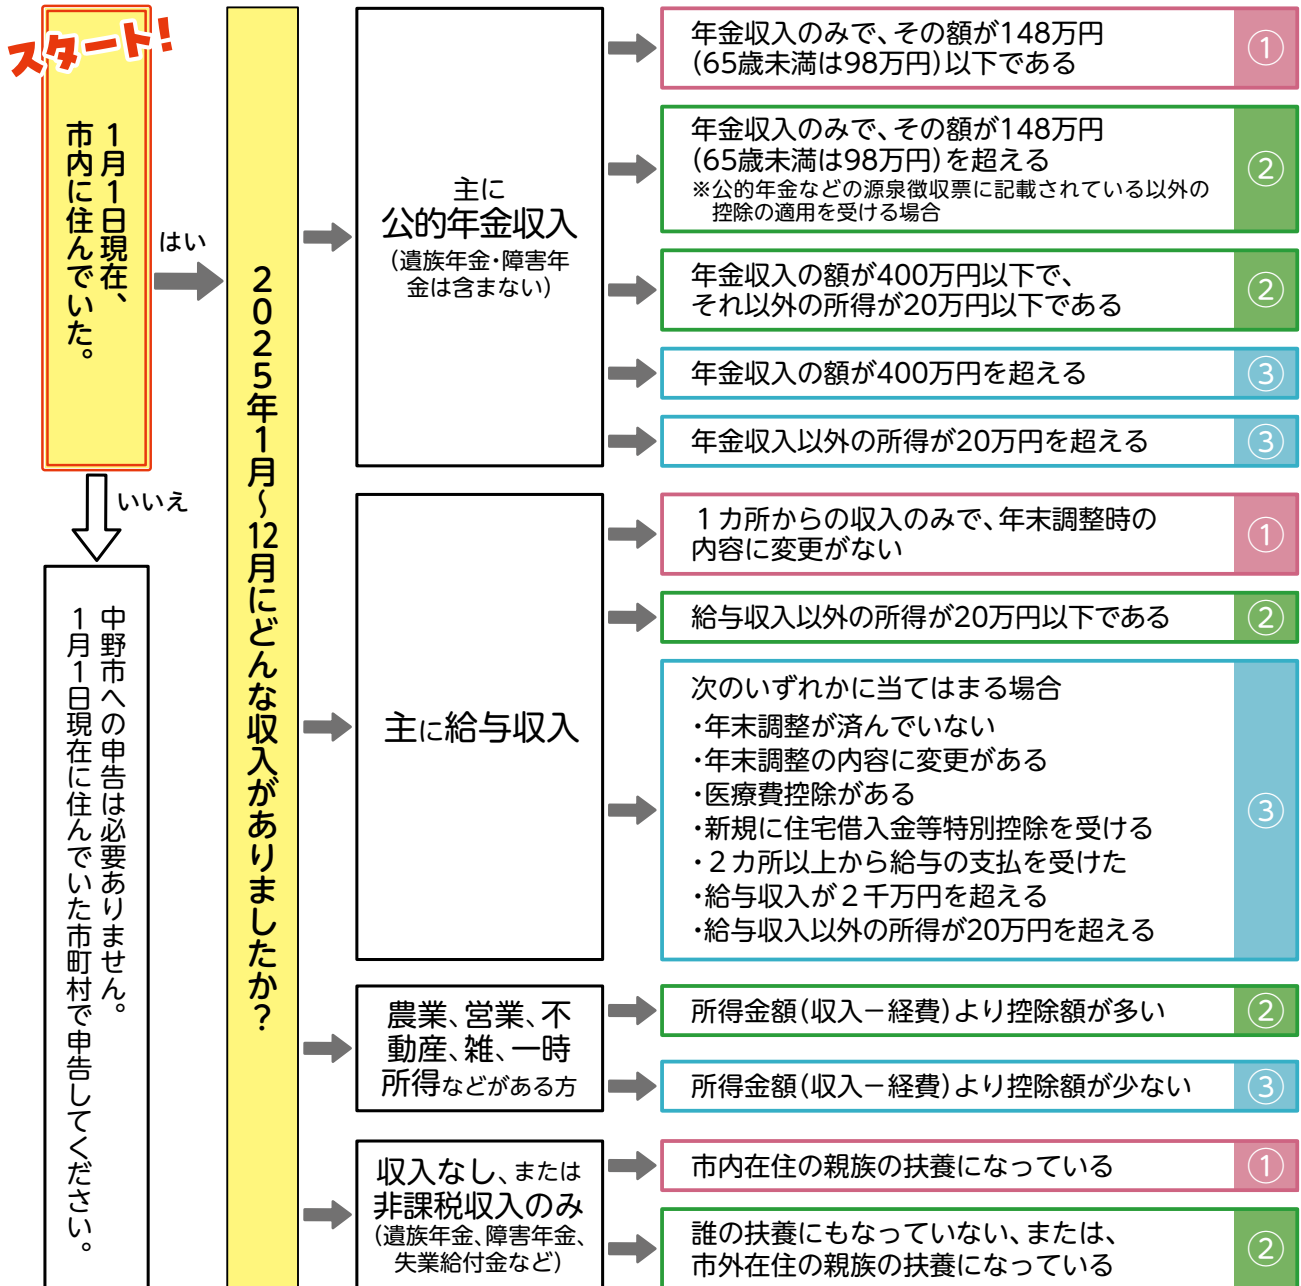 スタート!
1月1日現在、
市内に住んでいた。
はい
いいえ
中野市への申告は必要ありません。
1月1日現在に住んでいた市町村で申告してください。
2025年1月~12月にどんな収入がありましたか?
主に
公的年金収入
(遺族年金・障害年
金は含まない)
年金収入のみで、その額が148万円
(65歳未満は98万円)以下である
①
年金収入のみで、その額が148万円
(65歳未満は98万円)を超える
※公的年金などの源泉徴収票に記載されている以外の
控除の適用を受ける場合
②
年金収入の額が400万円以下で、
それ以外の所得が20万円以下である
②
年金収入の額が400万円を超える
③
年金収入以外の所得が20万円を超える
③
主に給与収入
1カ所からの収入のみで、年末調整時の
内容に変更がない
①
給与収入以外の所得が20万円以下である
②
次のいずれかに当てはまる場合
・年末調整が済んでいない
・年末調整の内容に変更がある
・医療費控除がある
・新規に住宅借入金等特別控除を受ける
・2カ所以上から給与の支払を受けた
・給与収入が2千万円を超える
・給与収入以外の所得が20万円を超える
③
農業、営業、不
動産、雑、一時
所得などがある方
所得金額(収入-経費)より控除額が多い
②
所得金額(収入-経費)より控除額が少ない
③
収入なし、または
非課税収入のみ
(遺族年金、障害年金、
失業給付金など)
市内在住の親族の扶養になっている
①
誰の扶養にもなっていない、または、
市外在住の親族の扶養になっている
②